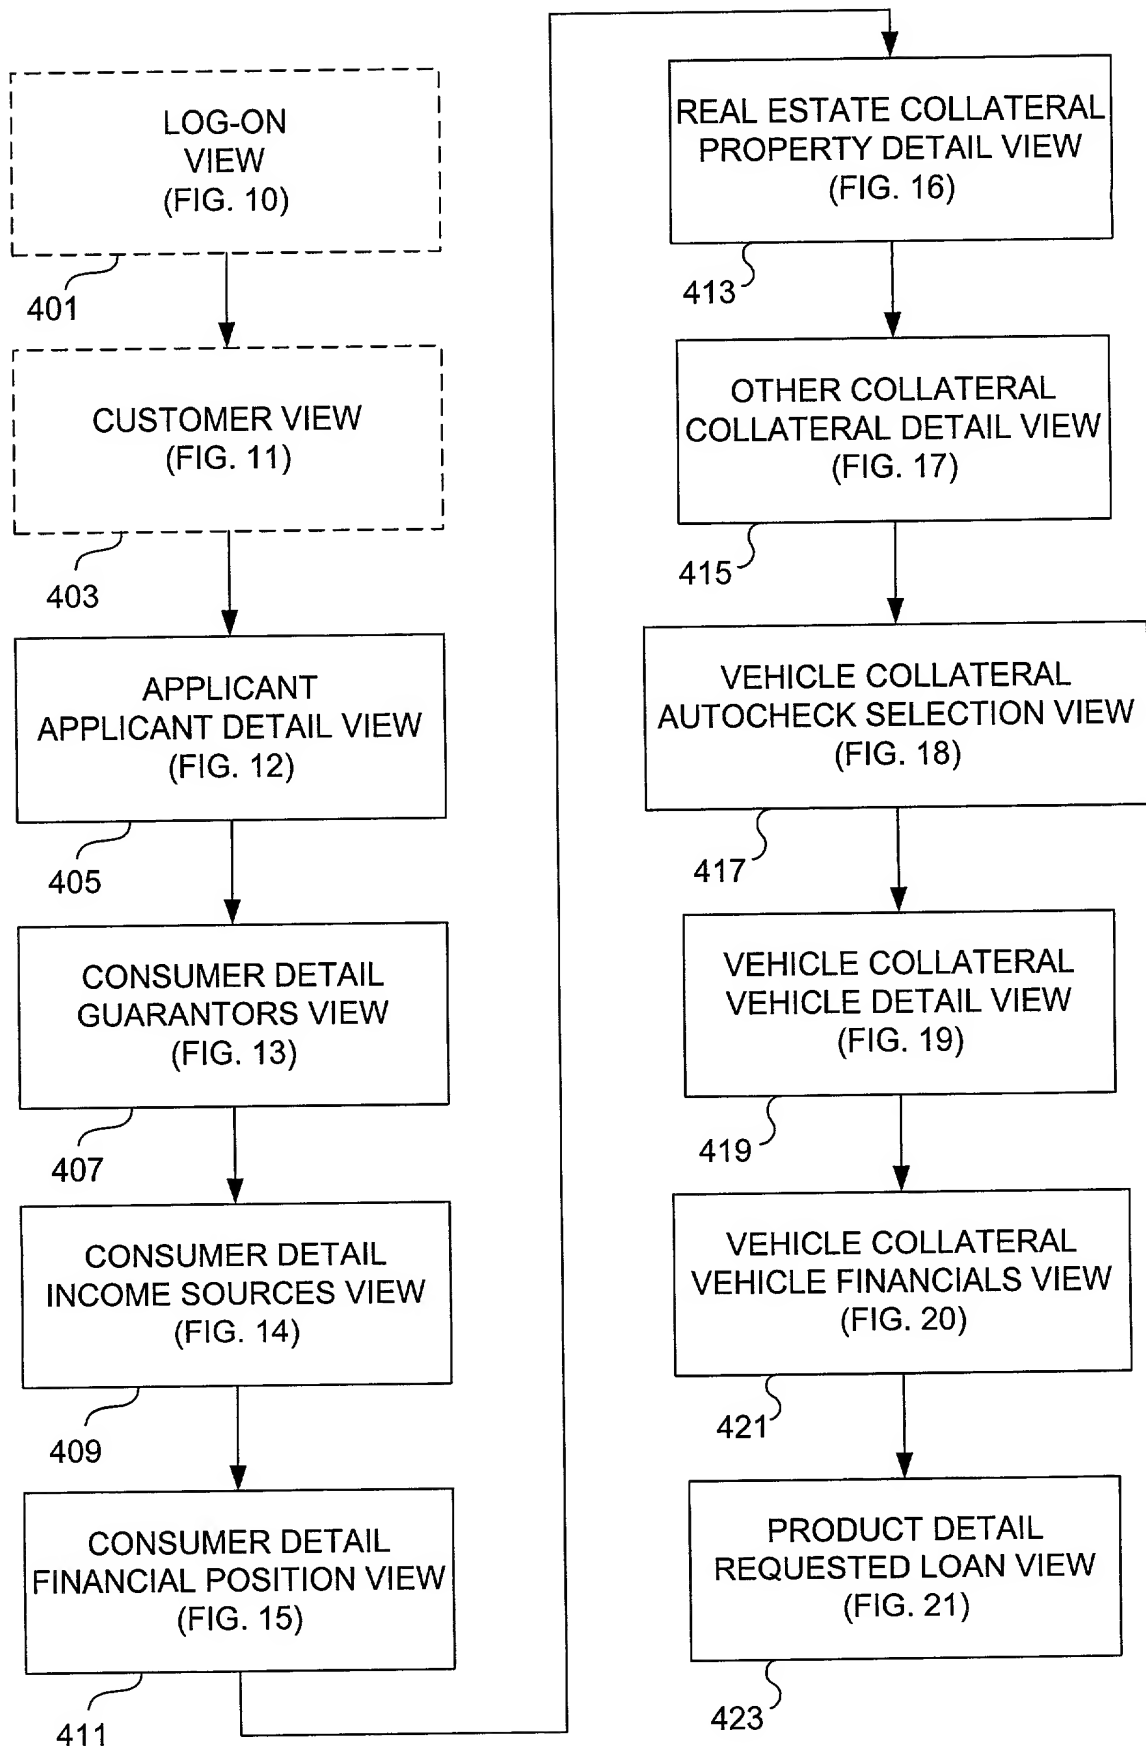 LOG-ON
VIEW
(FIG. 10)
401
CUSTOMER VIEW
(FIG. 11)
403
APPLICANT
APPLICANT DETAIL VIEW
(FIG. 12)
405
CONSUMER DETAIL
GUARANTORS VIEW
(FIG. 13)
407
CONSUMER DETAIL
INCOME SOURCES VIEW
(FIG. 14)
409
CONSUMER DETAIL
FINANCIAL POSITION VIEW
(FIG. 15)
411
REAL ESTATE COLLATERAL
PROPERTY DETAIL VIEW
(FIG. 16)
413
OTHER COLLATERAL
COLLATERAL DETAIL VIEW
(FIG. 17)
415
VEHICLE COLLATERAL
AUTOCHECK SELECTION VIEW
(FIG. 18)
417
VEHICLE COLLATERAL
VEHICLE DETAIL VIEW
(FIG. 19)
419
VEHICLE COLLATERAL
VEHICLE FINANCIALS VIEW
(FIG. 20)
421
PRODUCT DETAIL
REQUESTED LOAN VIEW
(FIG. 21)
423